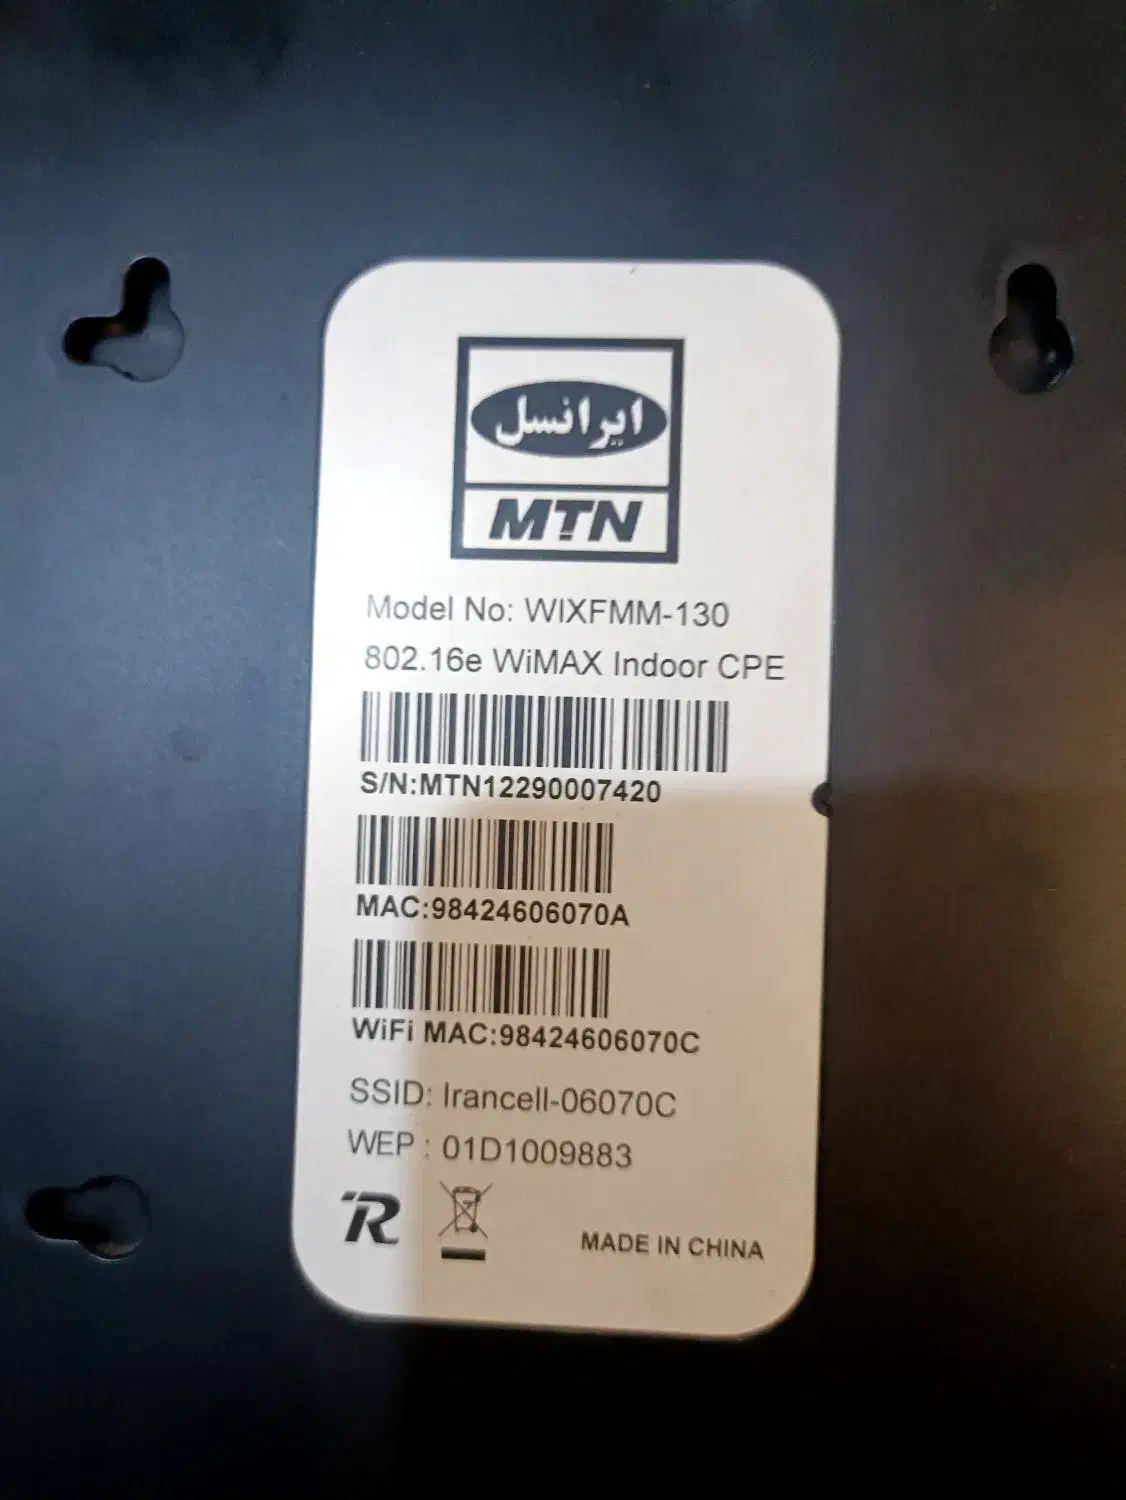 ایرانسل
MTN
Model No: WIXFMM-130
802.16e WiMAX Indoor CPE
S/N:MTN12290007420
MAC:98424606070A
WiFi MAC:98424606070C
SSID: Irancell-06070C
WEP : 01D1009883
R
MADE IN CHINA